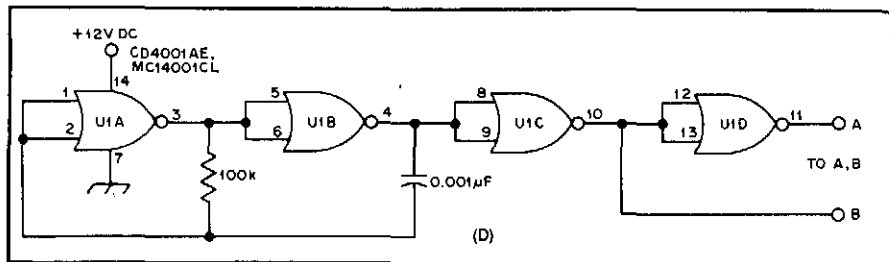 +12V DC
CD4001AE,
MC14001CL
14
1
2
U1A
3
7
5
6
U1B
4
8
9
U1C
10
12
13
U1D
11
A
TO A,B
B
100k
0.001µF
(D)